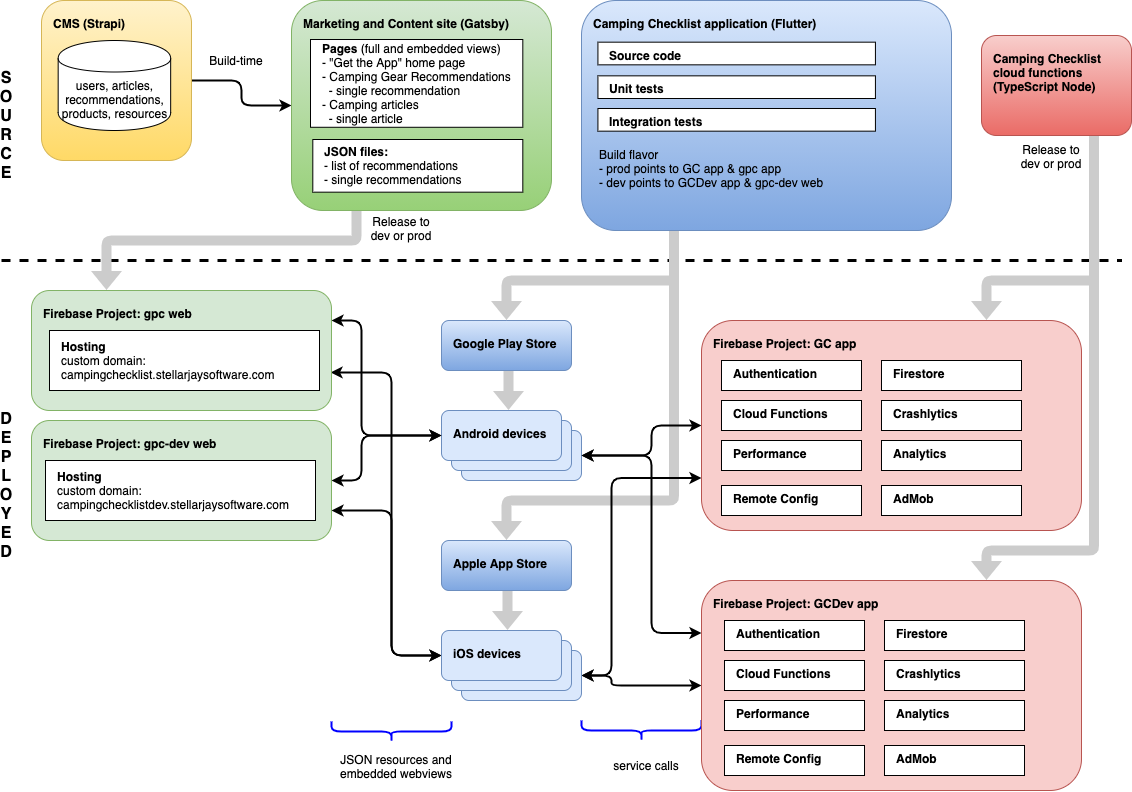 SOURCE
CMS (Strapi)
users, articles,
recommendations,
products, resources
Build-time
Marketing and Content site (Gatsby)
Pages (full and embedded views)
- "Get the App" home page
- Camping Gear Recommendations
- single recommendation
- Camping articles
- single article
JSON files:
- list of recommendations
- single recommendations
Release to
dev or prod
Camping Checklist application (Flutter)
Source code
Unit tests
Integration tests
Build flavor
- prod points to GC app & gpc app
- dev points to GCDev app & gpc-dev web
Camping Checklist
cloud functions
(TypeScript Node)
Release to
dev or prod
DEPLOYED
Firebase Project: gpc web
Hosting
custom domain:
campingchecklist.stellarjaysoftware.com
Firebase Project: gpc-dev web
Hosting
custom domain:
campingchecklistdev.stellarjaysoftware.com
Google Play Store
Android devices
Apple App Store
iOS devices
JSON resources and
embedded webviews
service calls
Firebase Project: GC app
Authentication
Firestore
Cloud Functions
Crashlytics
Performance
Analytics
Remote Config
AdMob
Firebase Project: GCDev app
Authentication
Firestore
Cloud Functions
Crashlytics
Performance
Analytics
Remote Config
AdMob